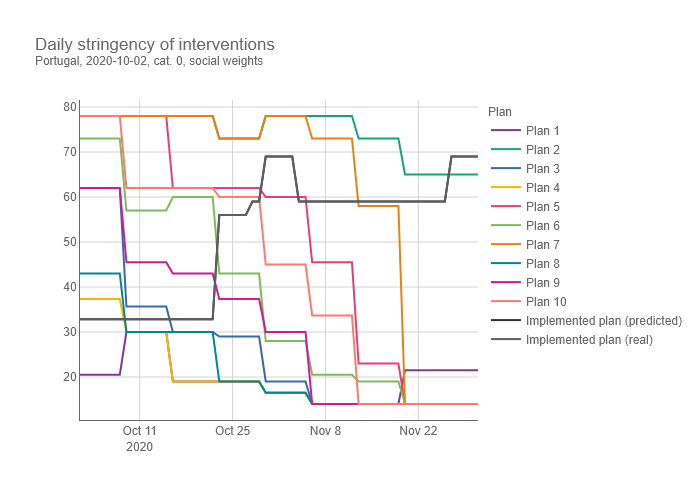 Daily stringency of interventions
Portugal, 2020-10-02, cat. 0, social weights
80
70
60
50
40
30
20
Oct 11
2020
Oct 25
Nov 8
Nov 22
Plan
Plan 1
Plan 2
Plan 3
Plan 4
Plan 5
Plan 6
Plan 7
Plan 8
Plan 9
Plan 10
Implemented plan (predicted)
Implemented plan (real)